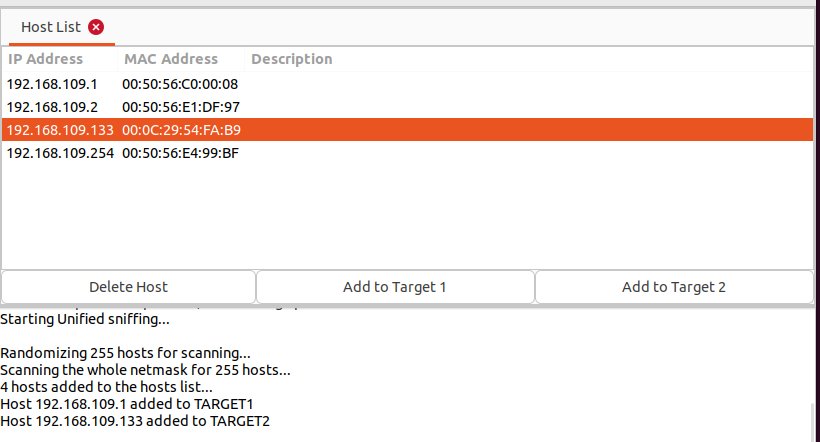 Host List
IP Address MAC Address Description
192.168.109.1 00:50:56:C0:00:08
192.168.109.2 00:50:56:E1:DF:97
192.168.109.133 00:0C:29:54:FA:B9
192.168.109.254 00:50:56:E4:99:BF
Delete Host Add to Target 1 Add to Target 2
Starting Unified sniffing...
Randomizing 255 hosts for scanning...
Scanning the whole netmask for 255 hosts...
4 hosts added to the hosts list...
Host 192.168.109.1 added to TARGET1
Host 192.168.109.133 added to TARGET2